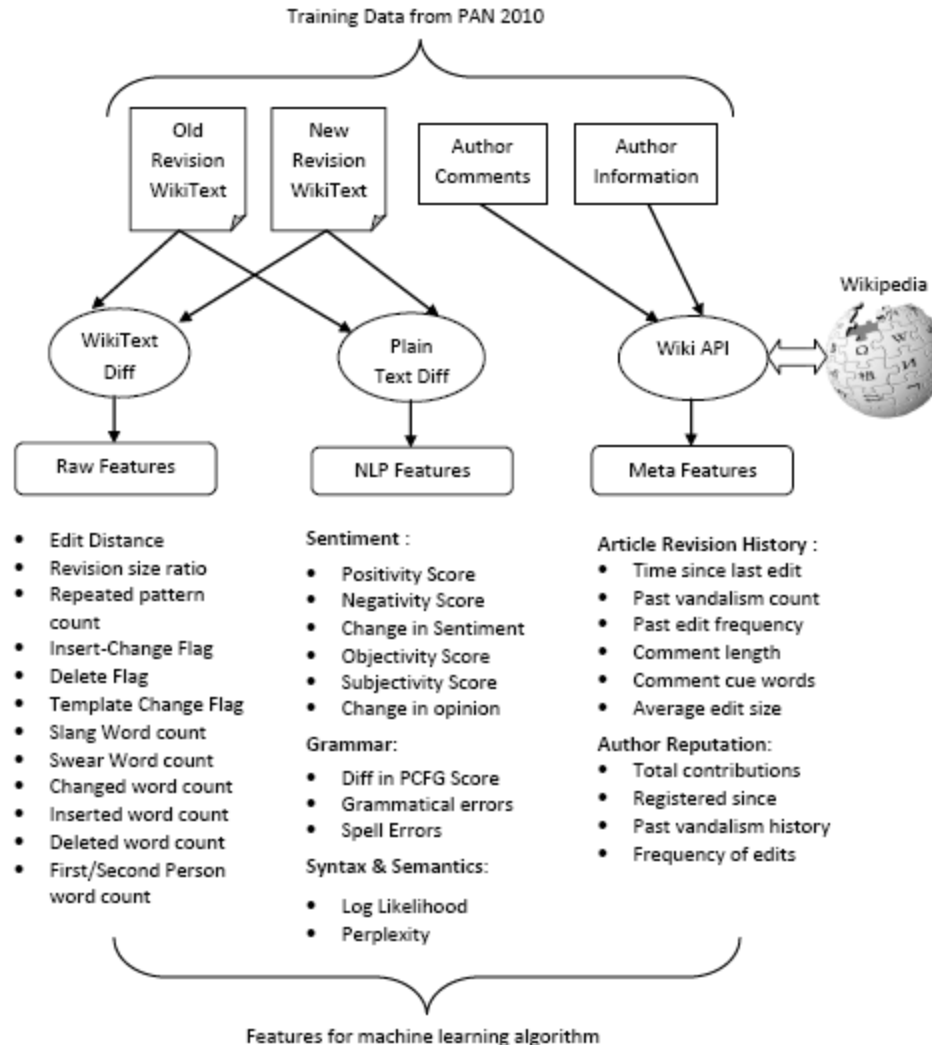 Training Data from PAN 2010
Old
Revision
WikiText
New
Revision
WikiText
Author
Comments
Author
Information
Wikipedia
WikiText
Diff
Plain
Text Diff
Wiki API
Raw Features
NLP Features
Meta Features
• Edit Distance
• Revision size ratio
• Repeated pattern
count
• Insert-Change Flag
• Delete Flag
• Template Change Flag
• Slang Word count
• Swear Word count
• Changed word count
• Inserted word count
• Deleted word count
• First/Second Person
word count
Sentiment :
• Positivity Score
• Negativity Score
• Change in Sentiment
• Objectivity Score
• Subjectivity Score
• Change in opinion
Grammar:
• Diff in PCFG Score
• Grammatical errors
• Spell Errors
Syntax & Semantics:
• Log Likelihood
• Perplexity
Article Revision History :
• Time since last edit
• Past vandalism count
• Past edit frequency
• Comment length
• Comment cue words
• Average edit size
Author Reputation:
• Total contributions
• Registered since
• Past vandalism history
• Frequency of edits
Features for machine learning algorithm